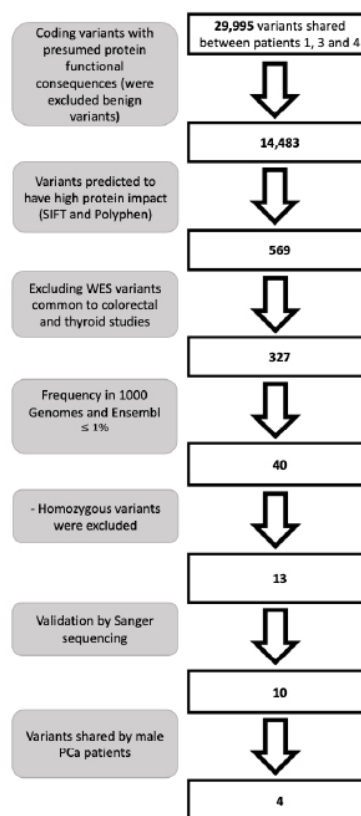 Coding variants with
presumed protein
functional
consequences (were
excluded benign
variants)
29,995 variants shared
between patients 1, 3 and 4
14,483
Variants predicted to
have high protein impact
(SIFT and Polyphen)
569
Excluding WES variants
common to colorectal
and thyroid studies
327
Frequency in 1000
Genomes and Ensembl
≤ 1%
40
- Homozygous variants
were excluded
13
Validation by Sanger
sequencing
10
Variants shared by male
PCa patients
4